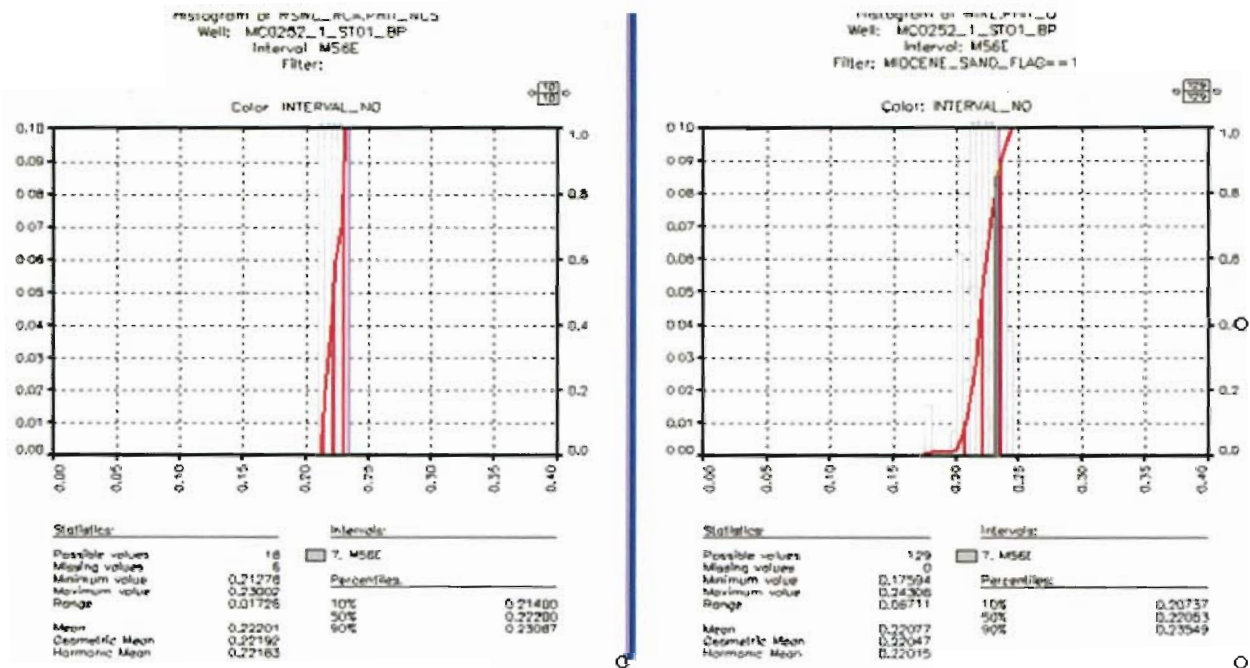 Well: MC0252_1_ST01_BP
Interval: M56E
Filter:
10
10
Color: INTERVAL_NO
0.10
0.09
0.08
0.07
0.06
0.05
0.04
0.03
0.02
0.01
0.00
1.0
0.8
0.6
0.4
0.2
0.0
0.00 0.05 0.10 0.15 0.20 0.25 0.30 0.35 0.40
Statistics:
Possible values 16
Missing values 6
Minimum value 0.21276
Maximum value
Range
Mean 0.22201
Geometric Mean 0.22192
Harmonic Mean 0.22183
Intervals:
7. M56E
Percentiles:
10% 0.21400
50% 0.22200
90%
Well: MC0252_1_ST01_BP
Interval: M56E
Filter: MIOCENE_SAND_FLAG==1
129
129
Color: INTERVAL_NO
0.10
0.09
0.08
0.07
0.06
0.05
0.04
0.03
0.02
0.01
0.00
1.0
0.8
0.6
0.4
0.2
0.0
0.00 0.05 0.10 0.15 0.20 0.25 0.30 0.35 0.40
Statistics:
Possible values 129
Missing values 0
Minimum value 0.17594
Maximum value
Range 0.06711
Mean 0.22077
Geometric Mean 0.22047
Harmonic Mean 0.22015
Intervals:
7. M56E
Percentiles:
10% 0.20737
50% 0.22053
90% 0.23549